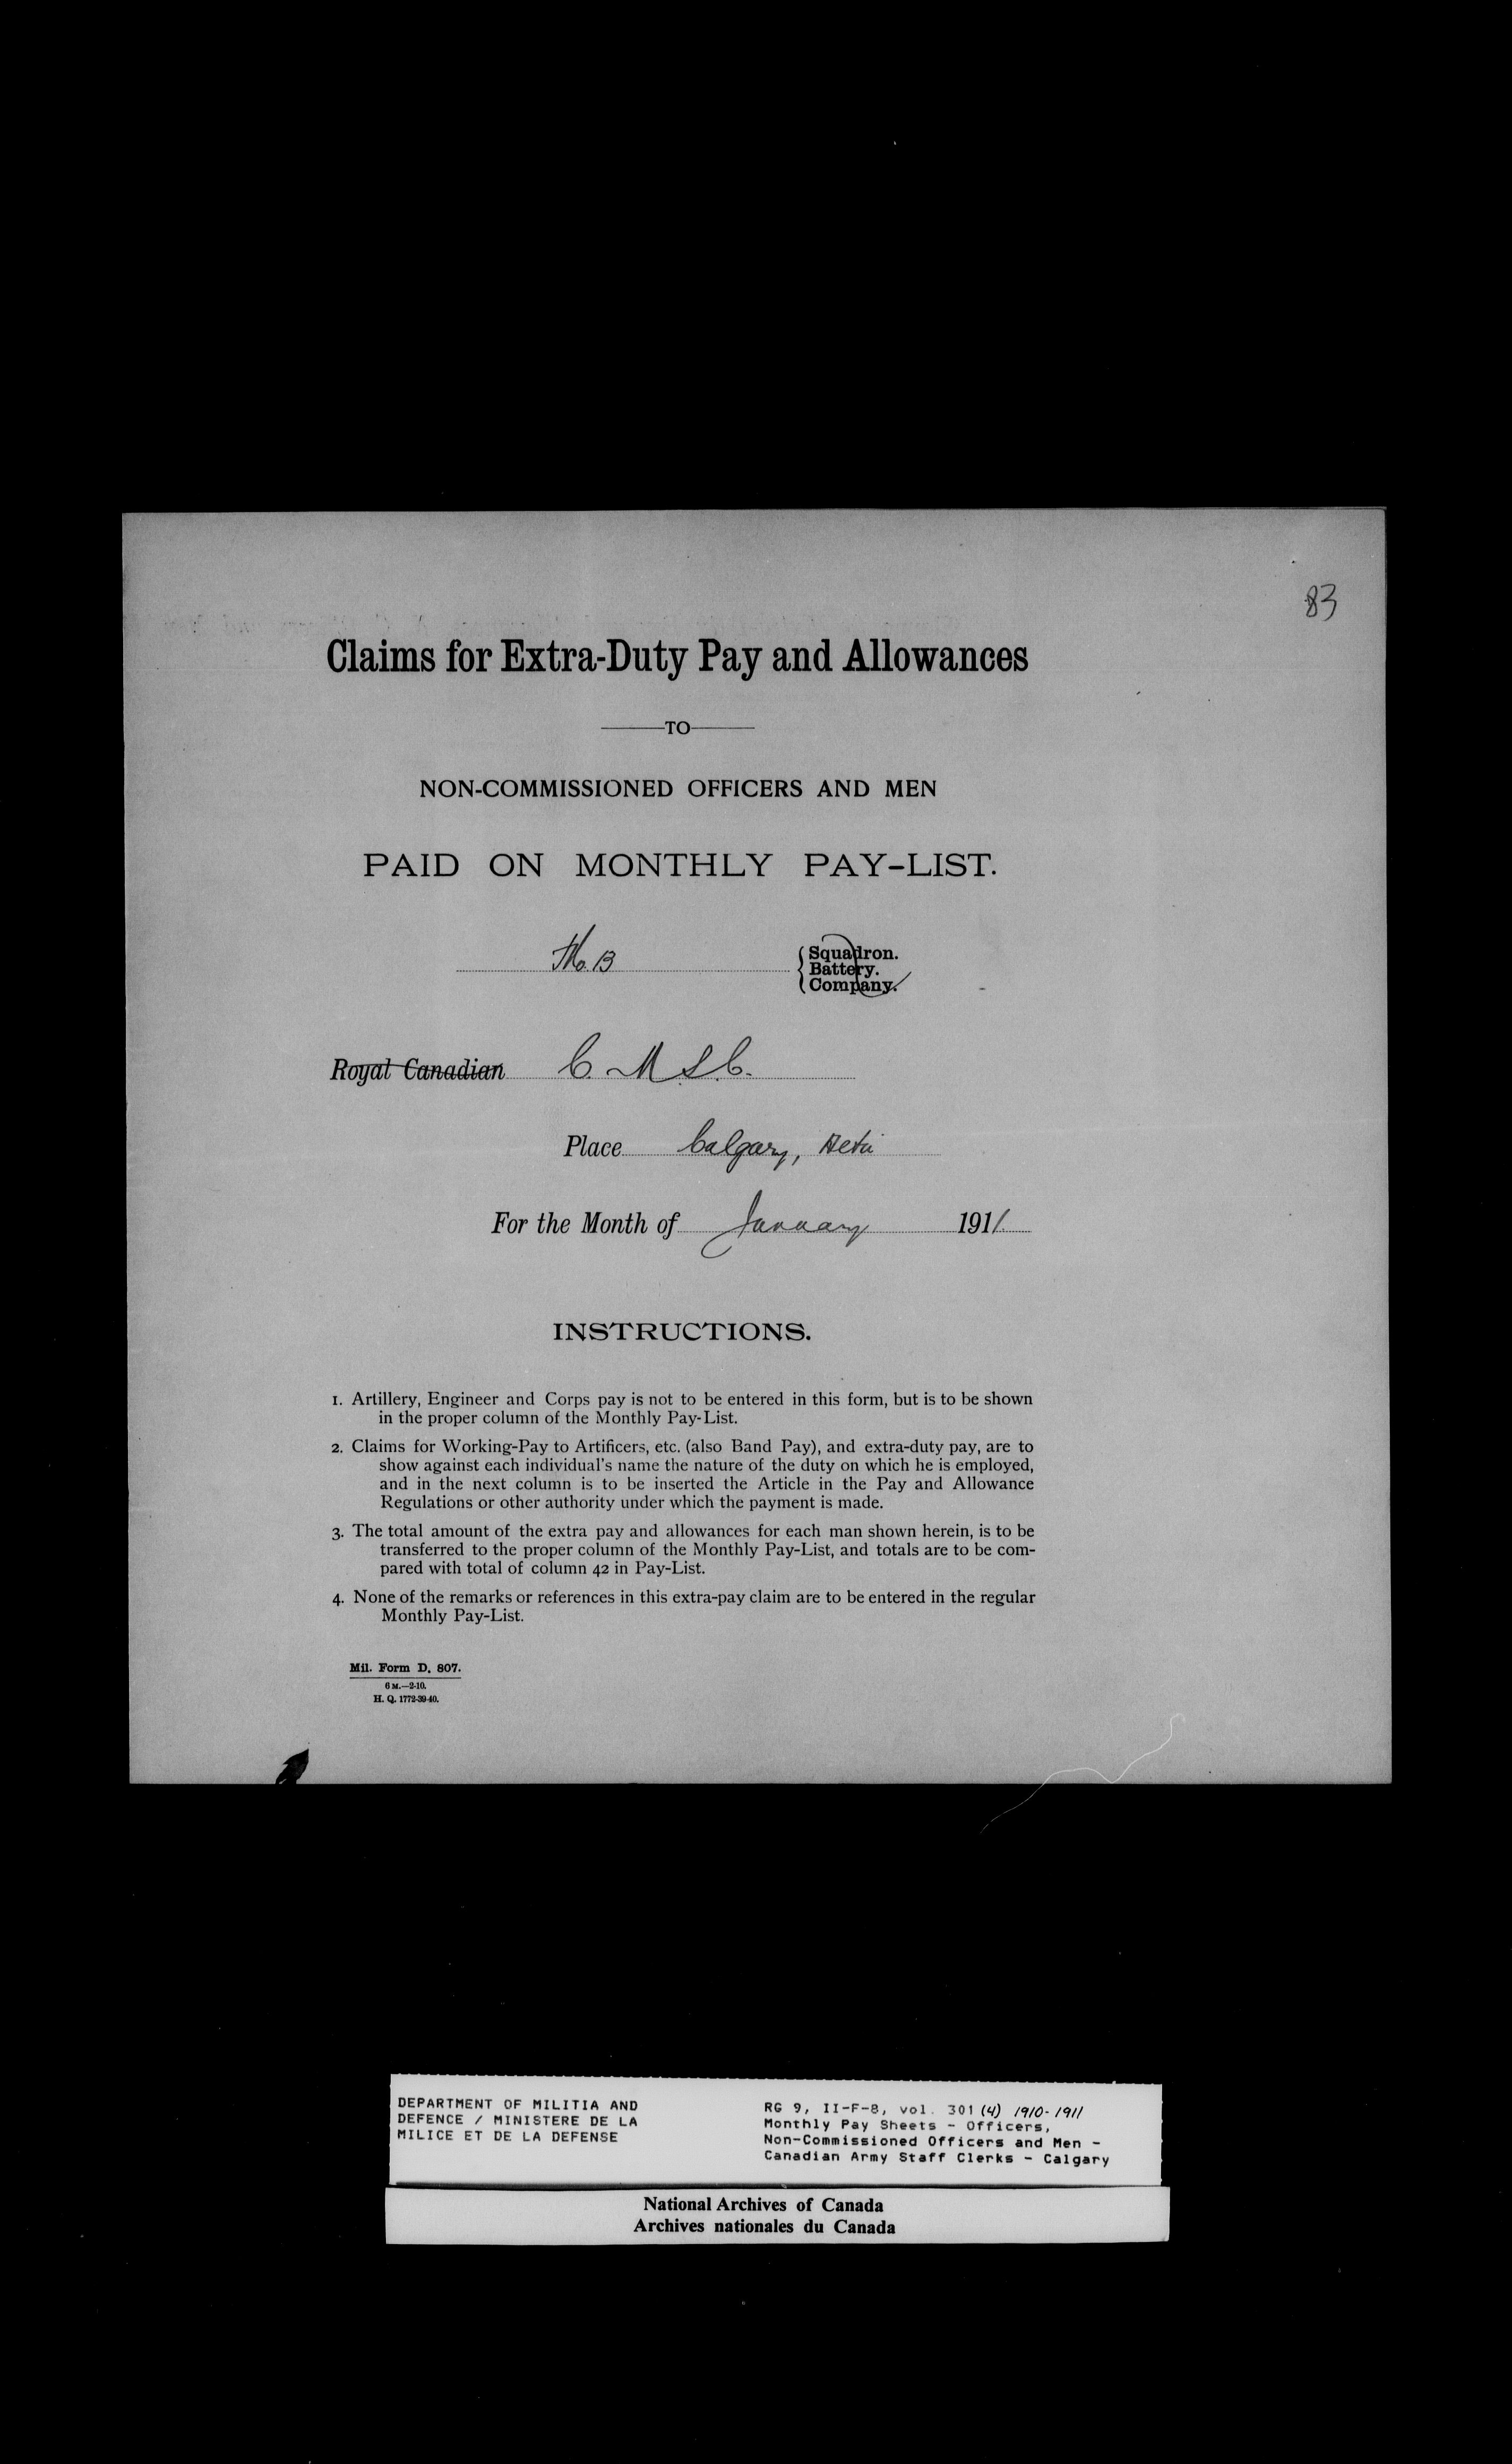 83
Claims for Extra-Duty Pay and Allowances
TO
NON-COMMISSIONED OFFICERS AND MEN
PAID ON MONTHLY PAY-LIST.
B
Squadron.
Battery.
Company.
Royal Canadian C. M S. C.
Place Calgary, Alta
For the Month of January 1911
INSTRUCTIONS.
1. Artillery, Engineer and Corps pay is not to be entered in this form, but is to be shown
in the proper column of the Monthly Pay-List.
2. Claims for Working-Pay to Artificers, etc. (also Band Pay), and extra-duty pay, are to
show against each individual's name the nature of the duty on which he is employed,
and in the next column is to be inserted the Article in the Pay and Allowance
Regulations or other authority under which the payment is made.
3. The total amount of the extra pay and allowances for each man shown herein, is to be
transferred to the proper column of the Monthly Pay-List, and totals are to be com-
pared with total of column 42 in Pay-List.
4. None of the remarks or references in this extra-pay claim are to be entered in the regular
Monthly Pay-List.
Mil. Form D. 807.
6 M.—2-10.
H. Q. 1772-39-40.
DEPARTMENT OF MILITIA AND
DEFENCE / MINISTERE DE LA
MILICE ET DE LA DEFENSE
RG 9, II-F-8, vol. 301 (4) 1910-1911
Monthly Pay Sheets - Officers,
Non-Commissioned Officers and Men -
Canadian Army Staff Clerks - Calgary
National Archives of Canada
Archives nationales du Canada